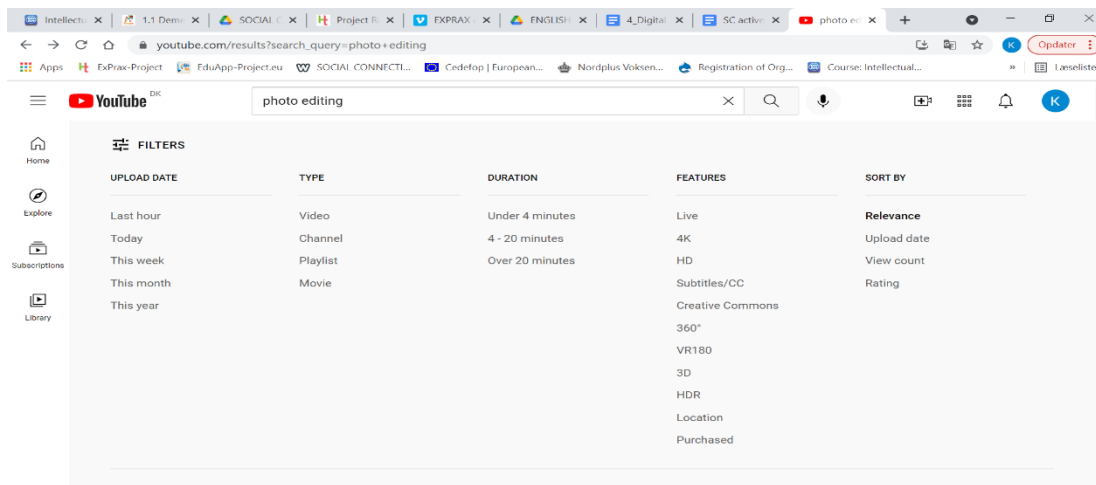 Intellectu
1.1 Deme
SOCIAL C
Project R
EXPRAX
ENGLISH
4_Digital
SC active
photo ed
youtube.com/results?search_query=photo+editing
K
Opdater
Apps
ExPrax-Project
EduApp-Project.eu
SOCIAL CONNECTI...
Cedefop | European...
Nordplus Voksen...
Registration of Org...
Course: Intellectual...
»
Læseliste
YouTube DK
photo editing
K
Home
Explore
Subscriptions
Library
FILTERS
UPLOAD DATE
Last hour
Today
This week
This month
This year
TYPE
Video
Channel
Playlist
Movie
DURATION
Under 4 minutes
4 - 20 minutes
Over 20 minutes
FEATURES
Live
4K
HD
Subtitles/CC
Creative Commons
360°
VR180
3D
HDR
Location
Purchased
SORT BY
Relevance
Upload date
View count
Rating